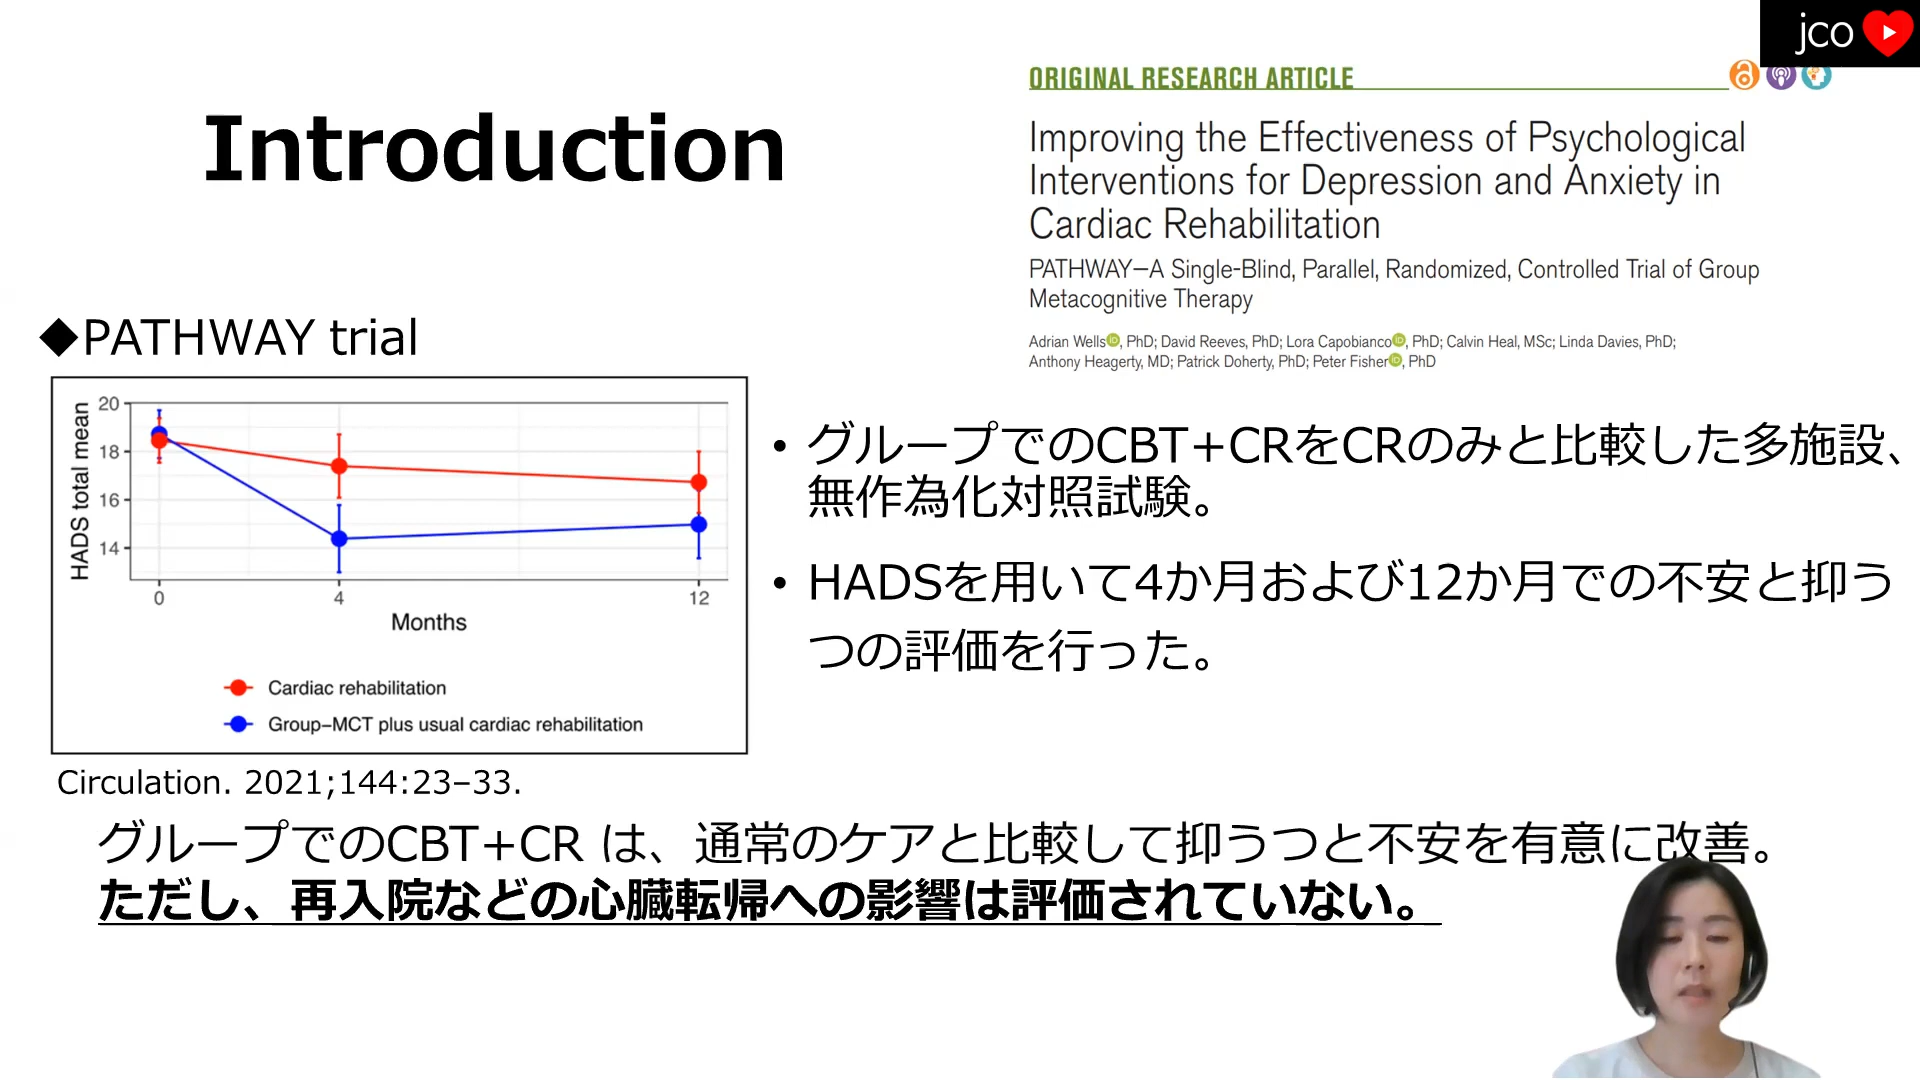 jco
ORIGINAL RESEARCH ARTICLE
Introduction
Improving the Effectiveness of Psychological
Interventions for Depression and Anxiety in
Cardiac Rehabilitation
PATHWAY—A Single-Blind, Parallel, Randomized, Controlled Trial of Group
Metacognitive Therapy
Adrian Wells, PhD; David Reeves, PhD; Lora Capobianco, PhD; Calvin Heal, MSc; Linda Davies, PhD;
Anthony Heagerty, MD; Patrick Doherty, PhD; Peter Fisher, PhD
◆PATHWAY trial
HADS total mean
20
18
16
14
0 4 12
Months
Cardiac rehabilitation
Group−MCT plus usual cardiac rehabilitation
Circulation. 2021;144:23–33.
• グループでのCBT+CRをCRのみと比較した多施設、
無作為化対照試験。
• HADSを用いて4か月および12か月での不安と抑う
つの評価を行った。
グループでのCBT+CR は、通常のケアと比較して抑うつと不安を有意に改善。
ただし、再入院などの心臓転帰への影響は評価されていない。